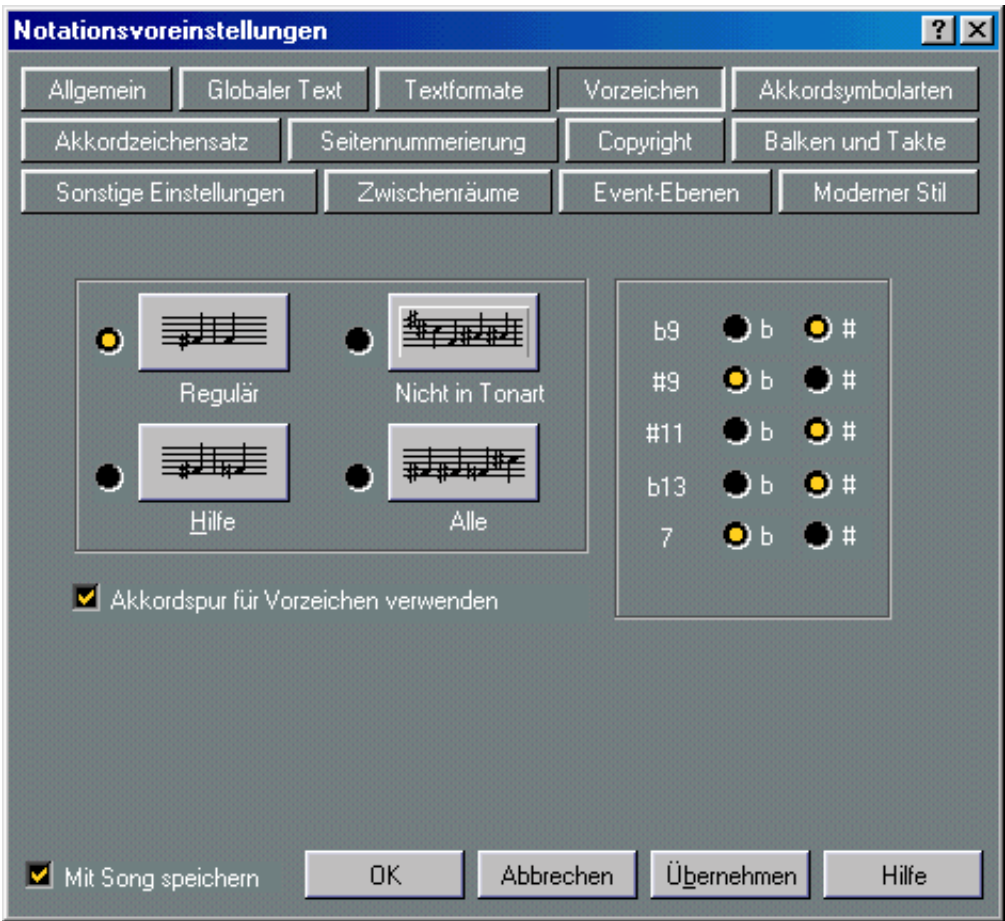 Notationsvoreinstellungen
Allgemein Globaler Text Textformate Vorzeichen Akkordsymbolarten
Akkordzeichensatz Seitennummerierung Copyright Balken und Takte
Sonstige Einstellungen Zwischenräume Event-Ebenen Moderner Stil
Regulär Nicht in Tonart
Hilfe Alle
Akkordspur für Vorzeichen verwenden
b9 b #
#9 b #
#11 b #
b13 b #
7 b #
Mit Song speichern OK Abbrechen Übernehmen Hilfe